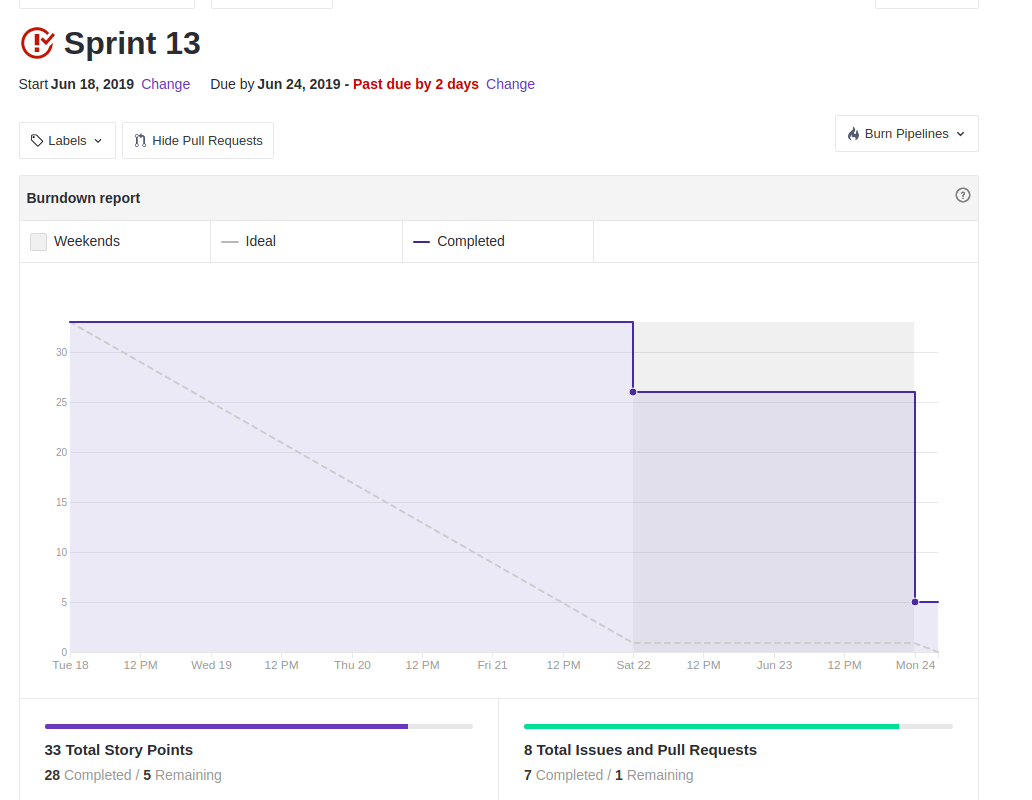 Sprint 13
Start Jun 18, 2019 Change Due by Jun 24, 2019 - Past due by 2 days Change
Labels Hide Pull Requests Burn Pipelines
Burndown report ?
Weekends Ideal Completed
30
25
20
15
10
5
0
Tue 18 12 PM Wed 19 12 PM Thu 20 12 PM Fri 21 12 PM Sat 22 12 PM Jun 23 12 PM Mon 24
33 Total Story Points
28 Completed / 5 Remaining
8 Total Issues and Pull Requests
7 Completed / 1 Remaining